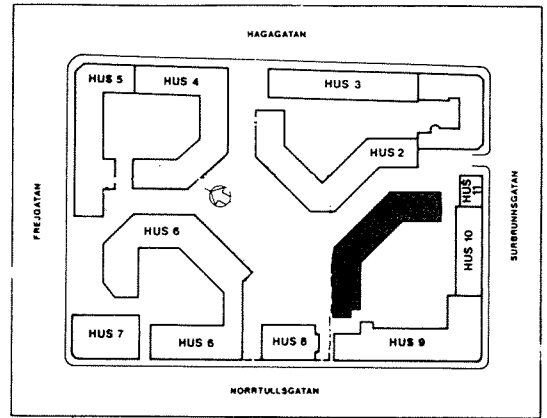 HAGAGATAN
HUS 5
HUS 4
HUS 3
HUS 2
HUS 11
FREJGATAN
SURBRUNNSGATAN
HUS 6
HUS 10
HUS 7
HUS 6
HUS 8
HUS 9
NORRTULLSGATAN